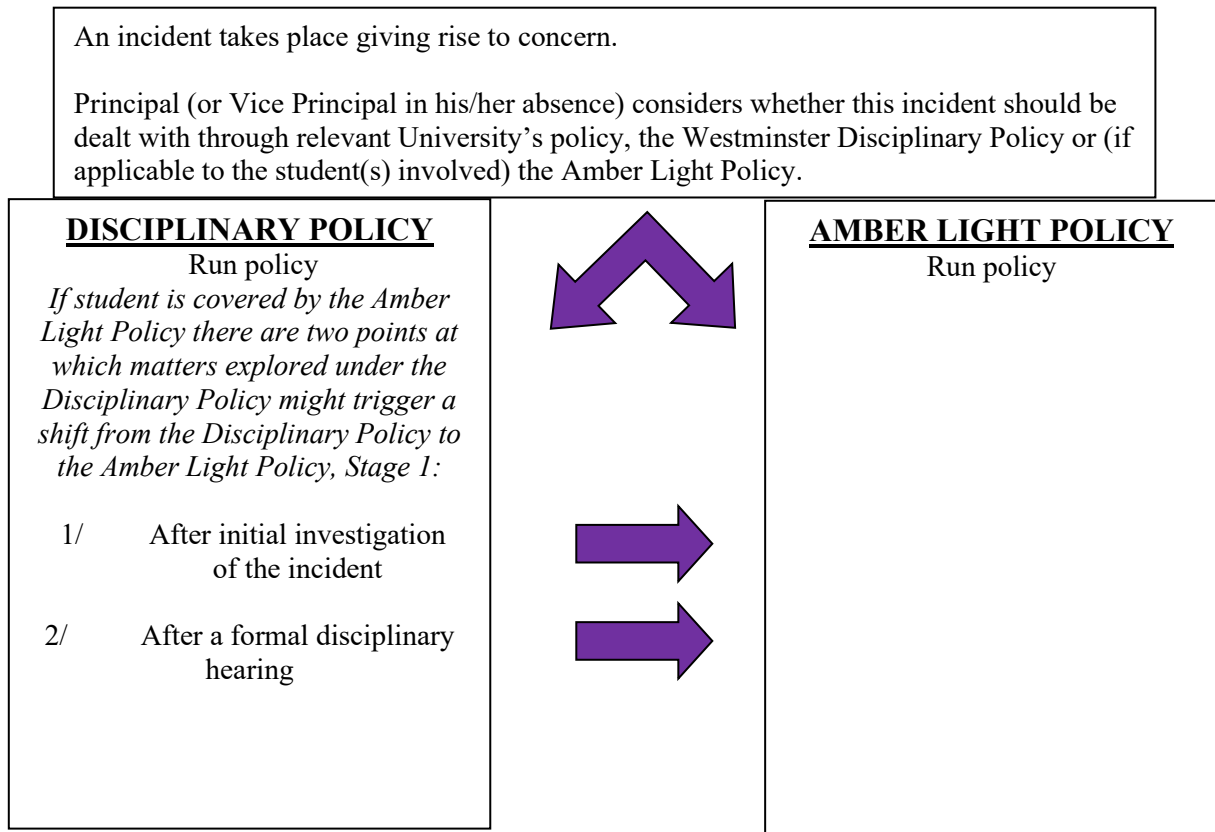 An incident takes place giving rise to concern.
Principal (or Vice Principal in his/her absence) considers whether this incident should be
dealt with through relevant University’s policy, the Westminster Disciplinary Policy or (if
applicable to the student(s) involved) the Amber Light Policy.
DISCIPLINARY POLICY
Run policy
If student is covered by the Amber
Light Policy there are two points at
which matters explored under the
Disciplinary Policy might trigger a
shift from the Disciplinary Policy to
the Amber Light Policy, Stage 1:
1/ After initial investigation
of the incident
2/ After a formal disciplinary
hearing
AMBER LIGHT POLICY
Run policy